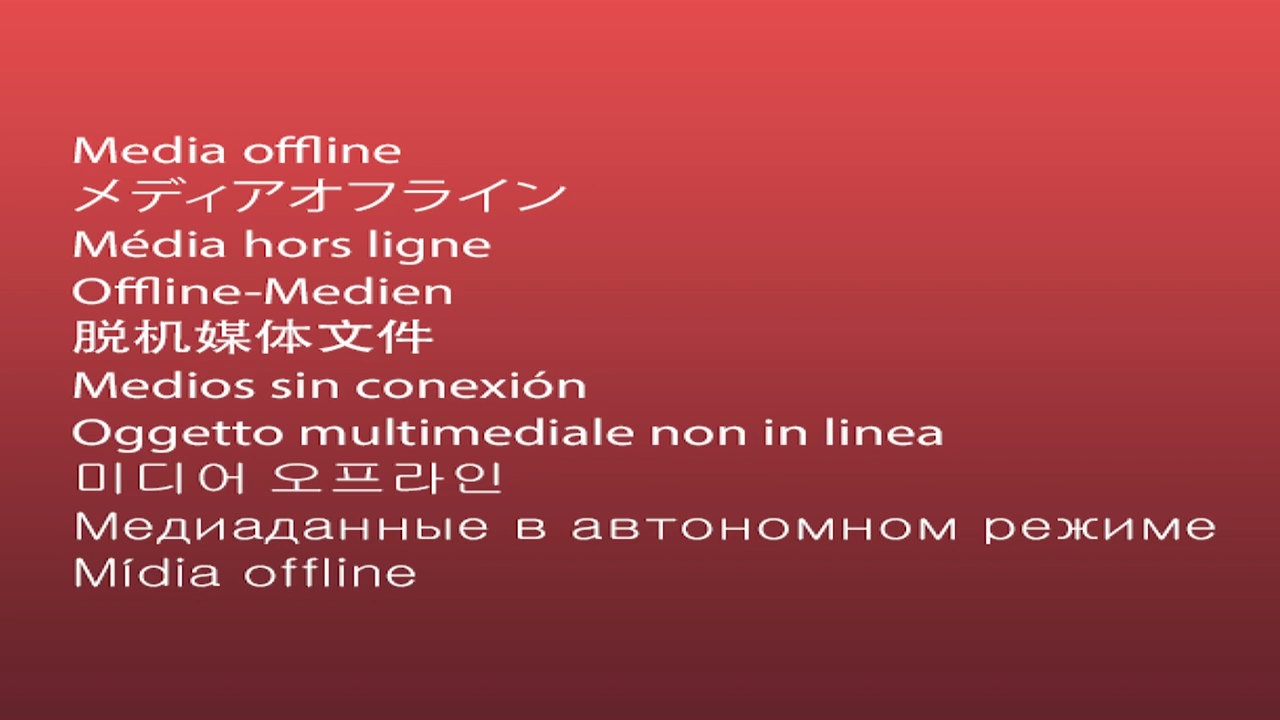 Media offline
メディアオフライン
Média hors ligne
Offline-Medien
脱机媒体文件
Medios sin conexión
Oggetto multimediale non in linea
미디어 오프라인
Медиаданные в автономном режиме
Mídia offline